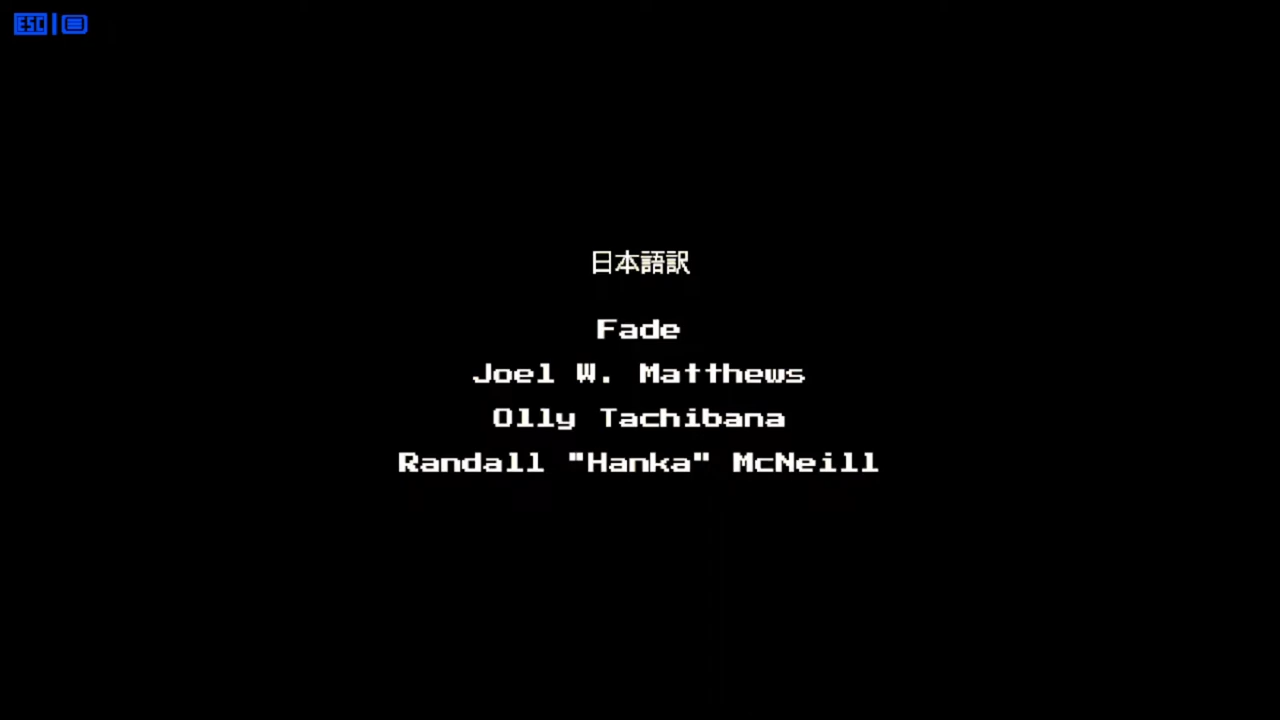 ESC
日本語訳
Fade
Joel W. Matthews
Olly Tachibana
Randall "Hanka" McNeill